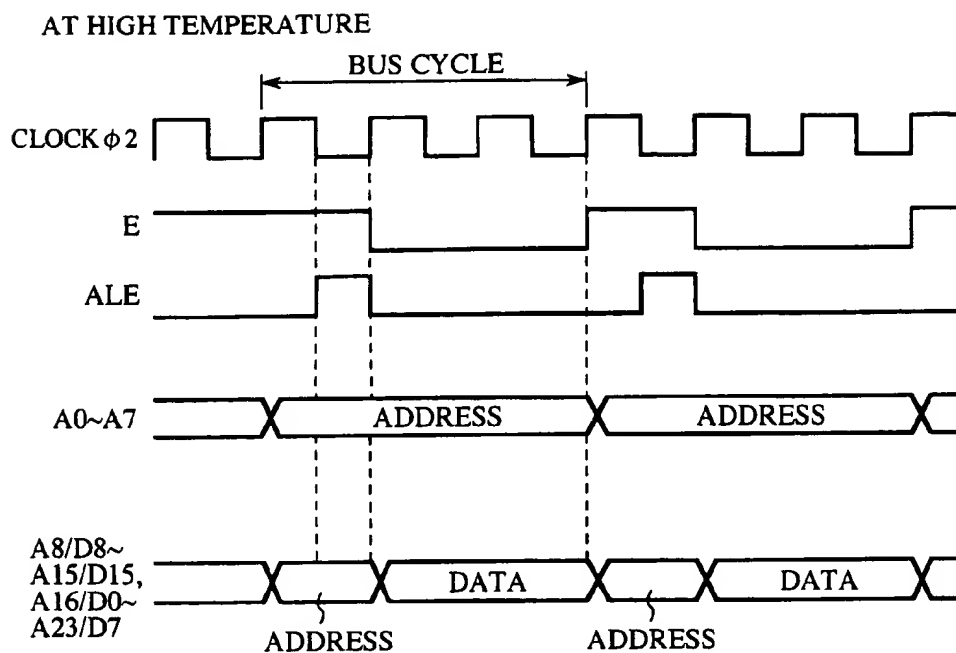 AT HIGH TEMPERATURE
BUS CYCLE
CLOCK φ2
E
ALE
A0~A7
ADDRESS
ADDRESS
A8/D8~
A15/D15,
A16/D0~
A23/D7
DATA
DATA
ADDRESS
ADDRESS